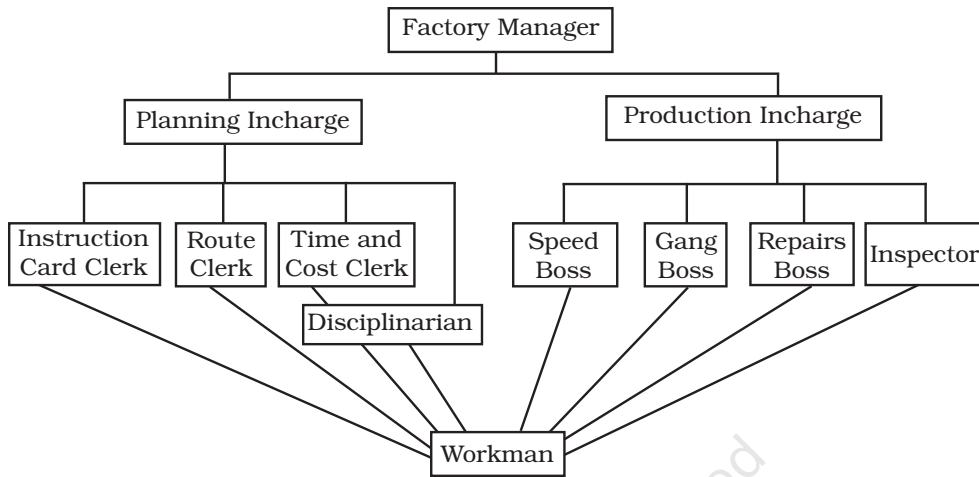 Factory Manager
Planning Incharge
Production Incharge
Instruction
Card Clerk
Route
Clerk
Time and
Cost Clerk
Disciplinarian
Speed
Boss
Gang
Boss
Repairs
Boss
Inspector
Workman